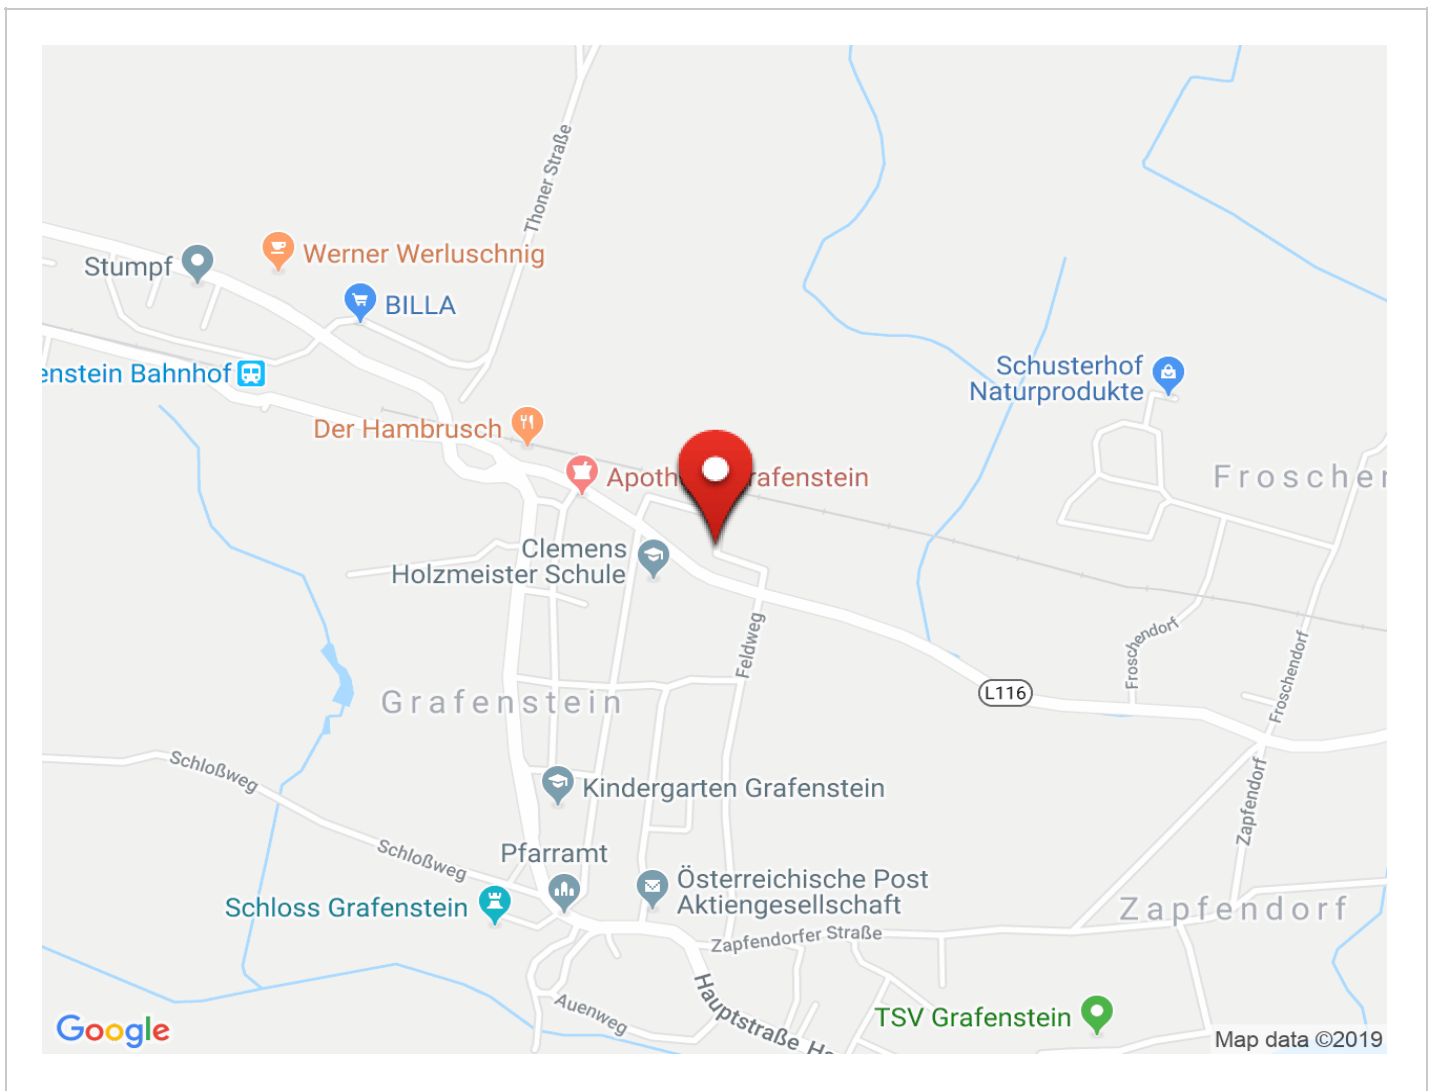 Thoner Straße
Werner Werluschnig
Stumpf
BILLA
enstein Bahnhof
Schusterhof
Naturprodukte
Der Hambrusch
Apoth
rafenstein
Froscher
Clemens
Holzmeister Schule
Feldweg
Froschendorf
Froschendorf
L116
Grafenstein
Schloßweg
Zapfendorf
Kindergarten Grafenstein
Schloßweg
Pfarramt
Österreichische Post
Aktiengesellschaft
Schloss Grafenstein
Zapfendorf
Zapfendorfer Straße
Auenweg
Hauptstraße
TSV Grafenstein
Google
Map data ©2019